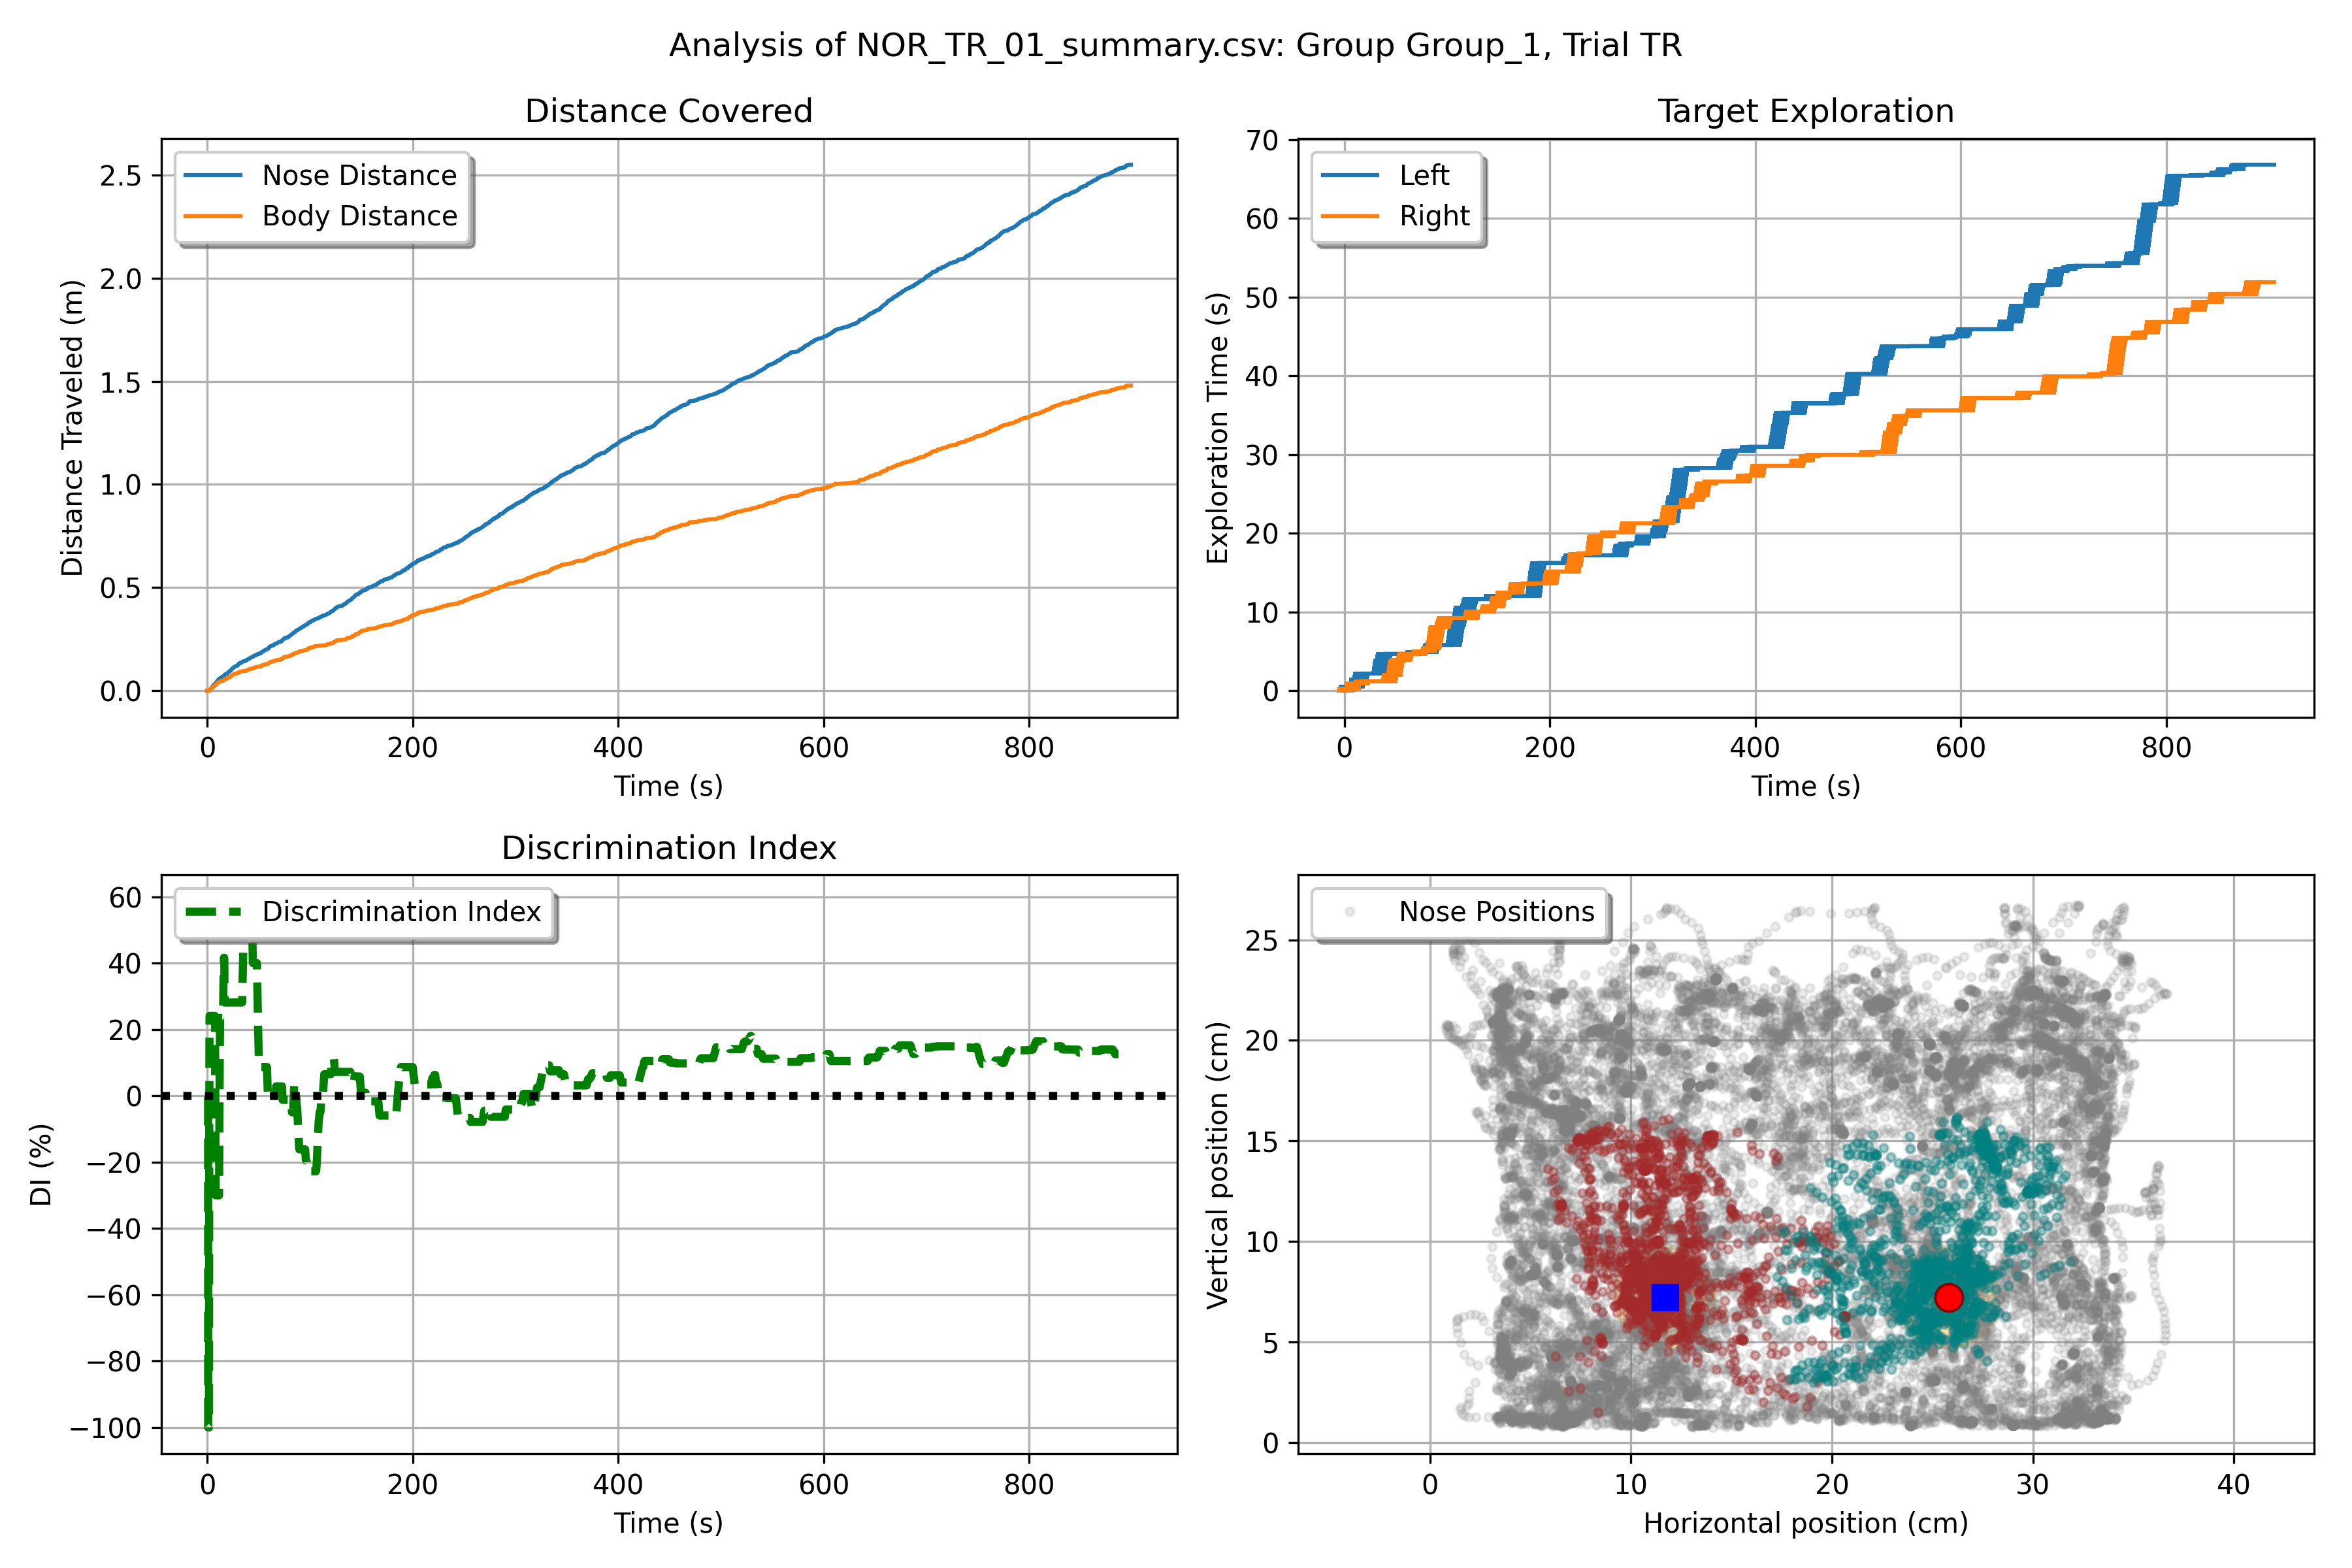 Analysis of NOR_TR_01_summary.csv: Group Group_1, Trial TR
Distance Covered
Nose Distance
Body Distance
Distance Traveled (m)
2.5
2.0
1.5
1.0
0.5
0.0
0 200 400 600 800
Time (s)
Target Exploration
Left
Right
Exploration Time (s)
70
60
50
40
30
20
10
0
0 200 400 600 800
Time (s)
Discrimination Index
Discrimination Index
DI (%)
60
40
20
0
−20
−40
−60
−80
−100
0 200 400 600 800
Time (s)
Nose Positions
Vertical position (cm)
25
20
15
10
5
0
0 10 20 30 40
Horizontal position (cm)